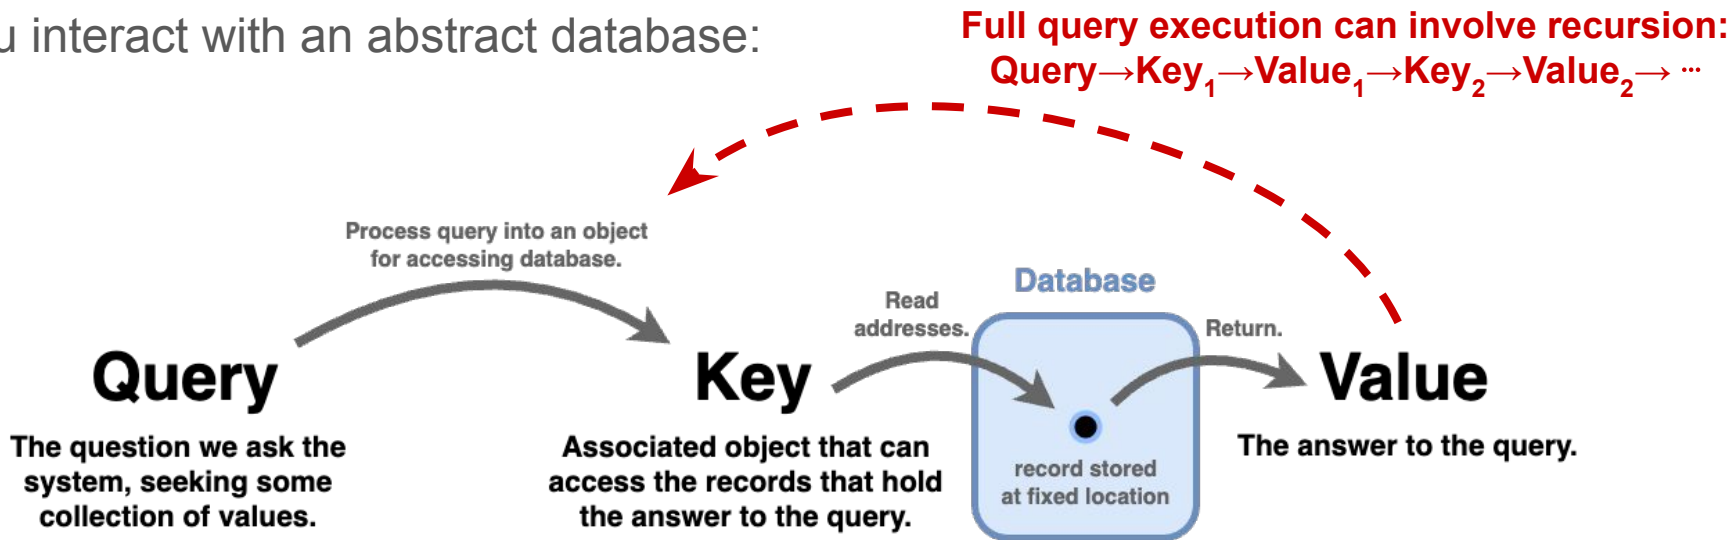 u interact with an abstract database:
Full query execution can involve recursion:
Query→Key₁→Value₁→Key₂→Value₂→ ···
Process query into an object
for accessing database.
Database
Read
addresses.
Return.
Query
Key
Value
The question we ask the
system, seeking some
collection of values.
Associated object that can
access the records that hold
the answer to the query.
record stored
at fixed location
The answer to the query.